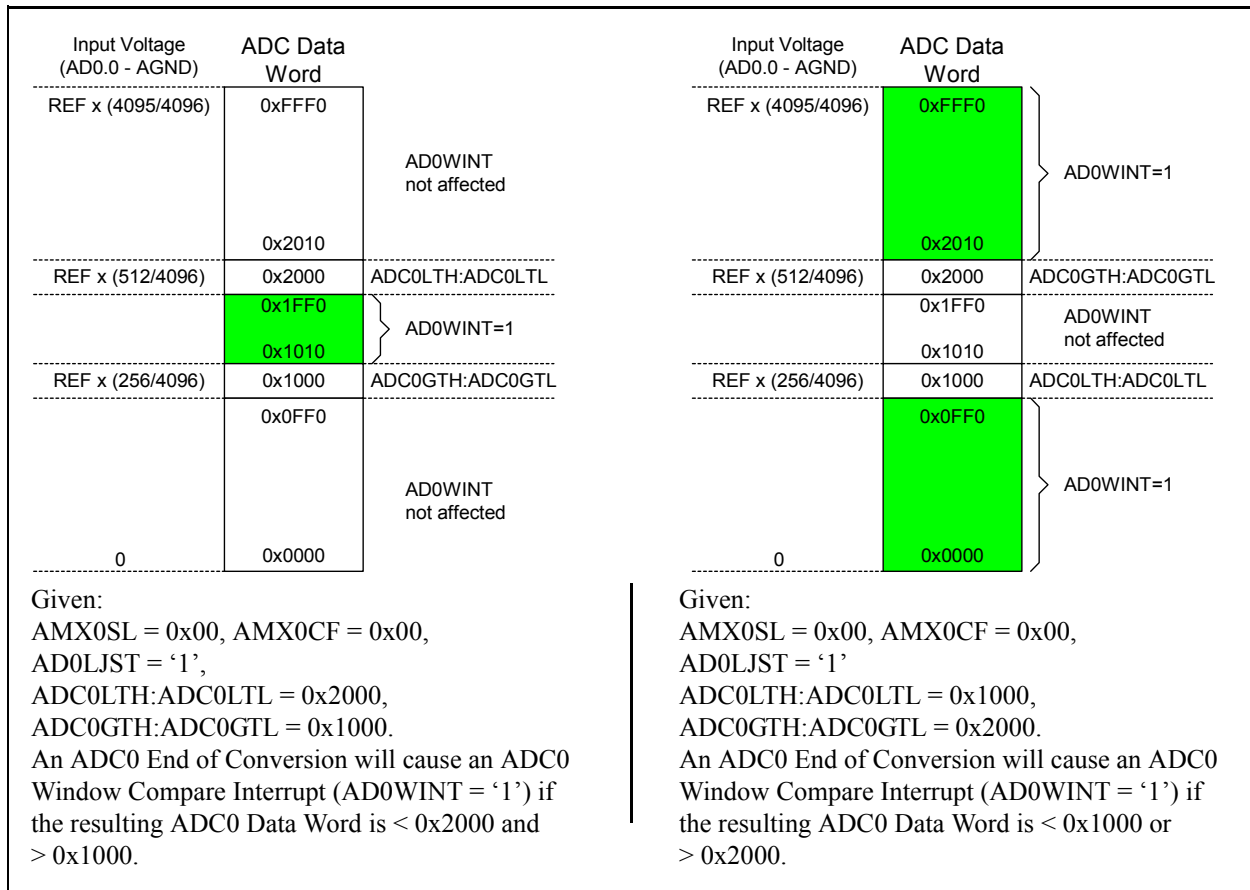 Input Voltage
(AD0.0 - AGND)
ADC Data
Word
REF x (4095/4096)
0xFFF0
AD0WINT
not affected
0x2010
REF x (512/4096)
0x2000
ADC0LTH:ADC0LTL
0x1FF0
AD0WINT=1
0x1010
REF x (256/4096)
0x1000
ADC0GTH:ADC0GTL
0x0FF0
AD0WINT
not affected
0
0x0000
Given:
AMX0SL = 0x00, AMX0CF = 0x00,
AD0LJST = ‘1’,
ADC0LTH:ADC0LTL = 0x2000,
ADC0GTH:ADC0GTL = 0x1000.
An ADC0 End of Conversion will cause an ADC0
Window Compare Interrupt (AD0WINT = ‘1’) if
the resulting ADC0 Data Word is < 0x2000 and
> 0x1000.
Input Voltage
(AD0.0 - AGND)
ADC Data
Word
REF x (4095/4096)
0xFFF0
AD0WINT=1
0x2010
REF x (512/4096)
0x2000
ADC0GTH:ADC0GTL
0x1FF0
AD0WINT
not affected
0x1010
REF x (256/4096)
0x1000
ADC0LTH:ADC0LTL
0x0FF0
AD0WINT=1
0
0x0000
Given:
AMX0SL = 0x00, AMX0CF = 0x00,
AD0LJST = ‘1’
ADC0LTH:ADC0LTL = 0x1000,
ADC0GTH:ADC0GTL = 0x2000.
An ADC0 End of Conversion will cause an ADC0
Window Compare Interrupt (AD0WINT = ‘1’) if
the resulting ADC0 Data Word is < 0x1000 or
> 0x2000.